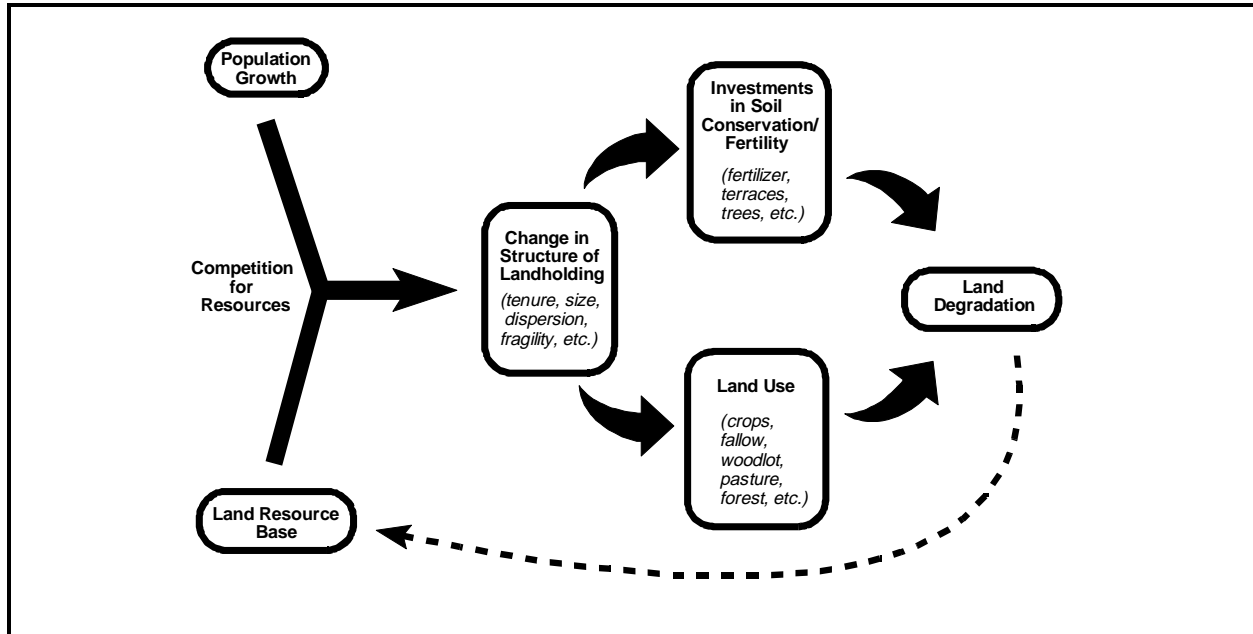 Population
Growth
Competition
for
Resources
Land Resource
Base
Change in
Structure of
Landholding
(tenure, size,
dispersion,
fragility, etc.)
Investments
in Soil
Conservation/
Fertility
(fertilizer,
terraces,
trees, etc.)
Land Use
(crops,
fallow,
woodlot,
pasture,
forest, etc.)
Land
Degradation